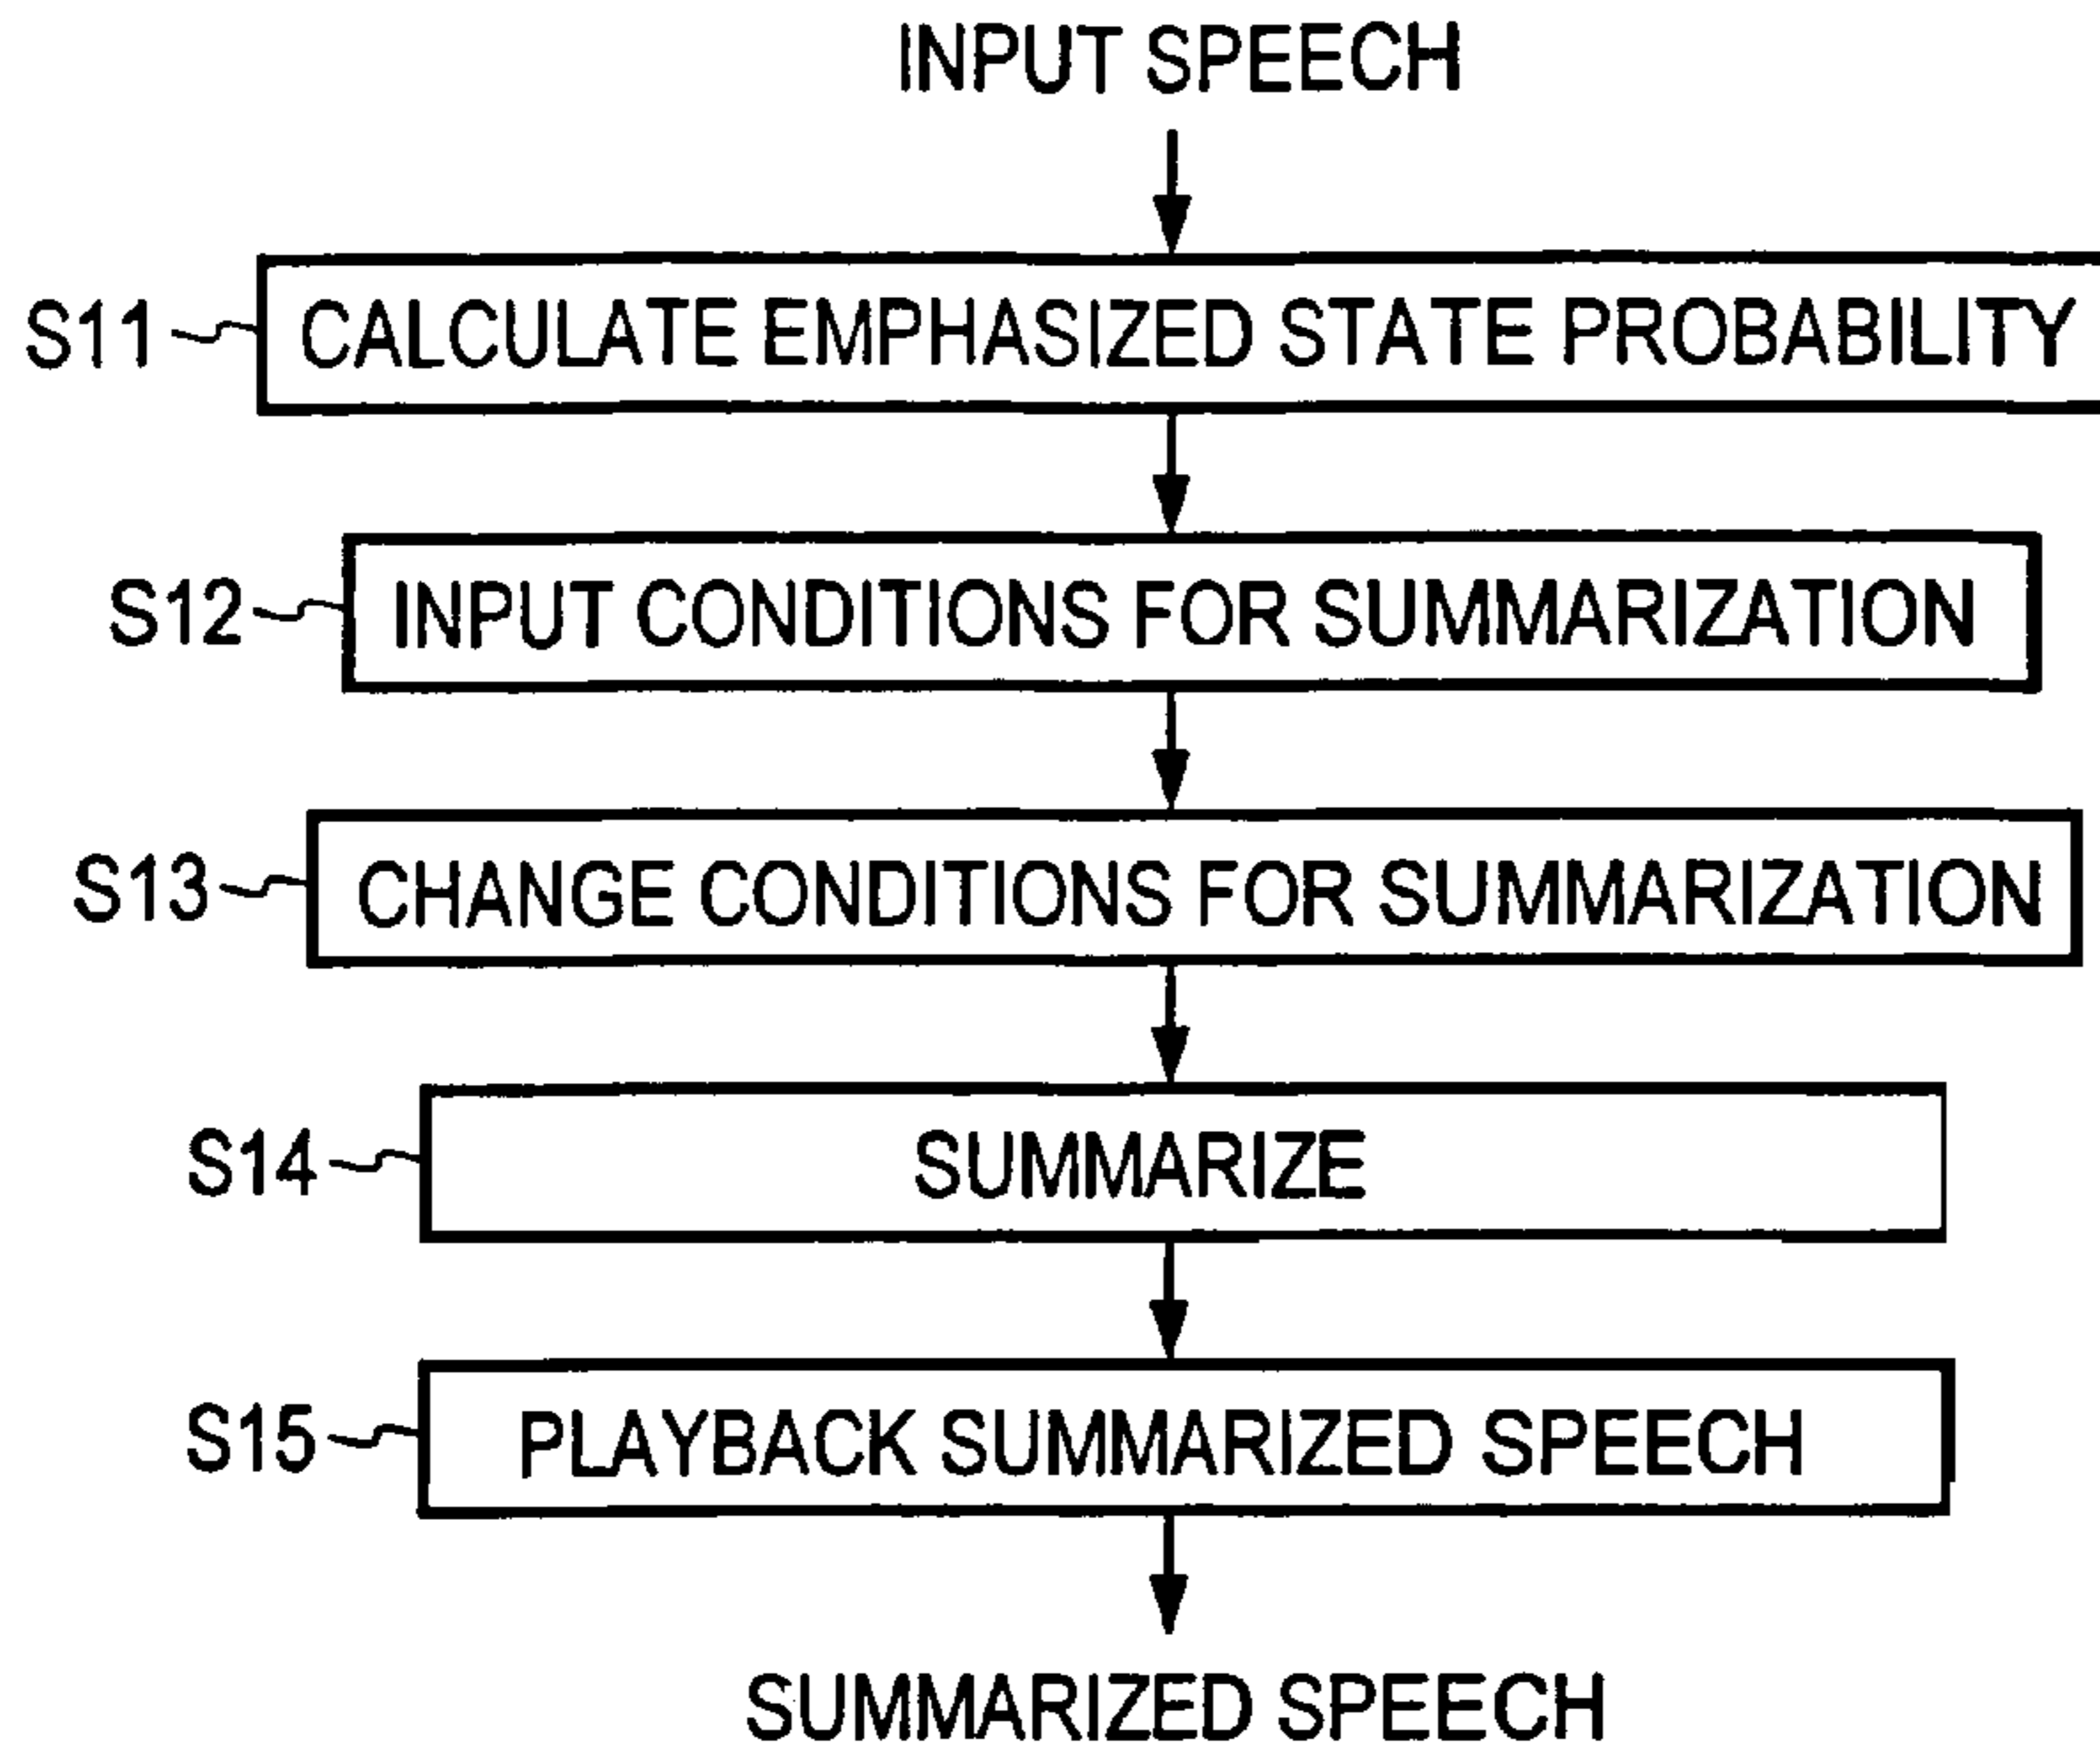 INPUT SPEECH
S11 CALCULATE EMPHASIZED STATE PROBABILITY
S12 INPUT CONDITIONS FOR SUMMARIZATION
S13 CHANGE CONDITIONS FOR SUMMARIZATION
S14 SUMMARIZE
S15 PLAYBACK SUMMARIZED SPEECH
SUMMARIZED SPEECH